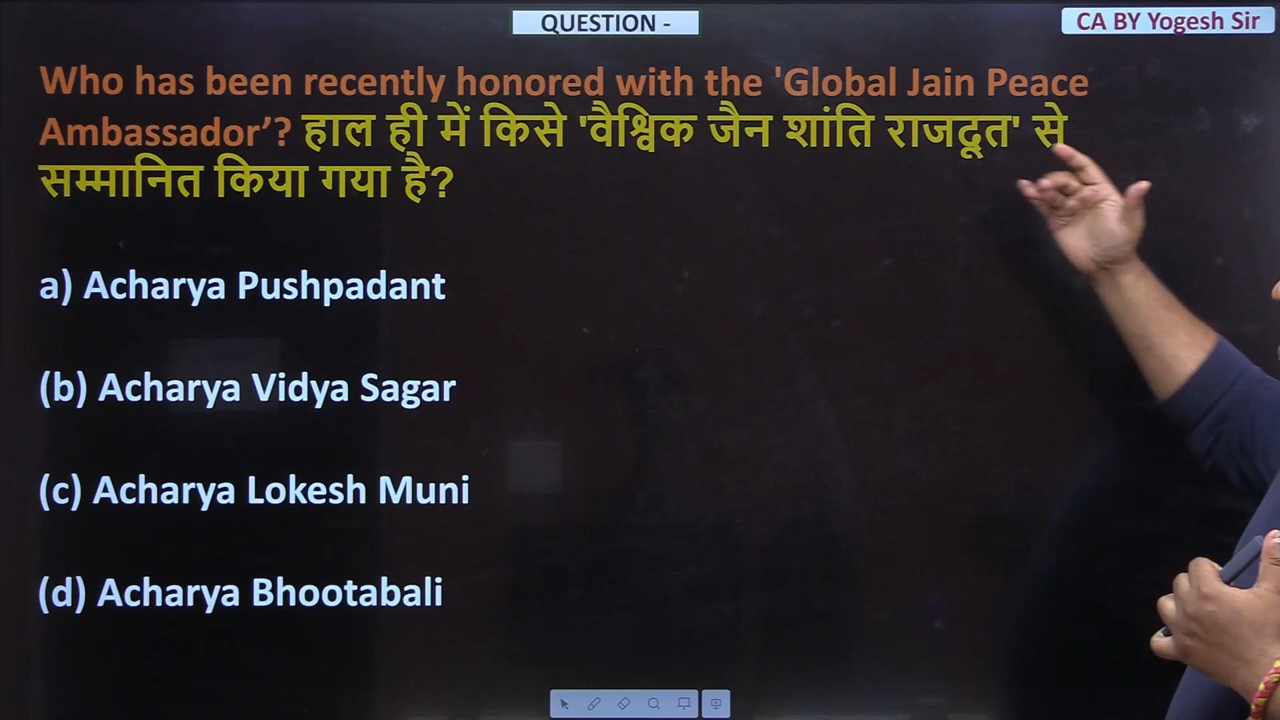 QUESTION -
CA BY Yogesh Sir
Who has been recently honored with the 'Global Jain Peace
Ambassador’? हाल ही में किसे 'वैश्विक जैन शांति राजदूत' से
सम्मानित किया गया है?
a) Acharya Pushpadant
(b) Acharya Vidya Sagar
(c) Acharya Lokesh Muni
(d) Acharya Bhootabali